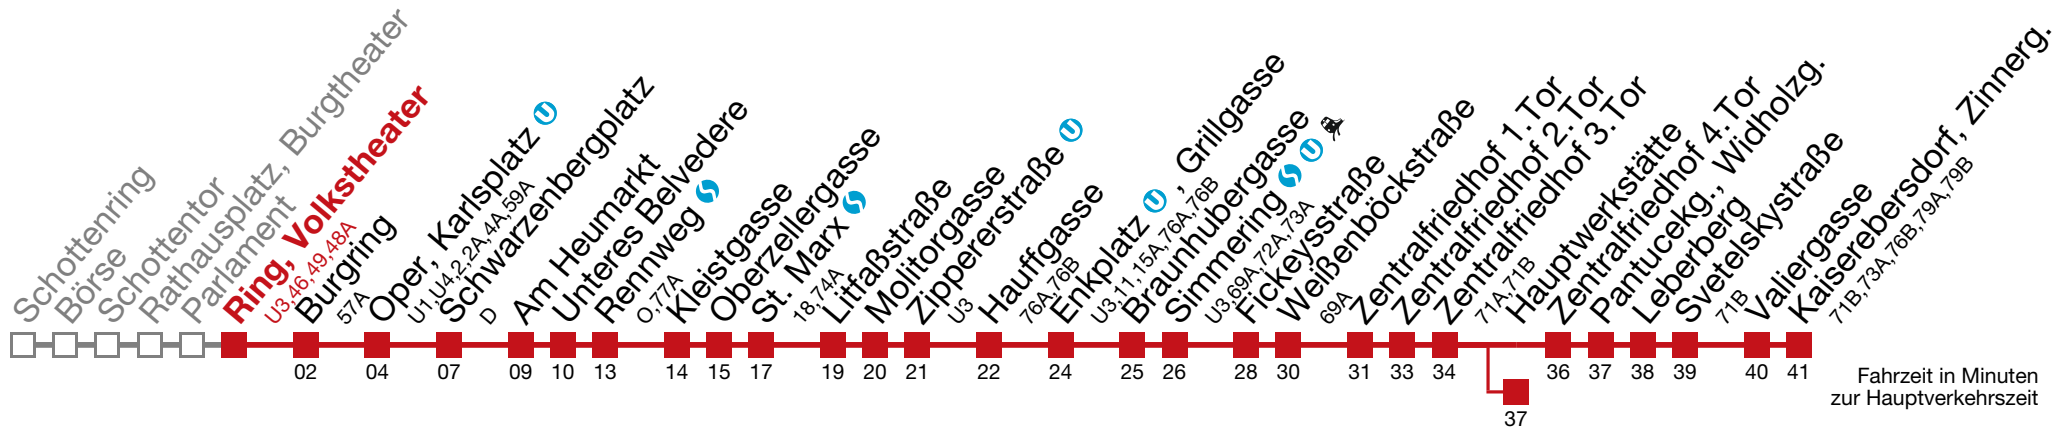 Schottenring
Börse
Schottentor
Rathausplatz, Burgtheater
Parlament
Ring, Volkstheater
U3,46,49,48A
Burgring
57A
Oper, Karlsplatz U
U1,U4,2,2A,4A,59A
Schwarzenbergplatz
D
Am Heumarkt
Unteres Belvedere
Rennweg S
O,77A
Kleistgasse
Oberzellergasse
St. Marx S
18,74A
Litfaßstraße
Molitorgasse
Zippererstraße U
U3
Hauffgasse
76A,76B
Enkplatz U , Grillgasse
U3,11,15A,76A,76B
Braunhubergasse
Simmering S U
U3,69A,72A,73A
Fickeysstraße
Weißenböckstraße
69A
Zentralfriedhof 1.Tor
Zentralfriedhof 2.Tor
Zentralfriedhof 3.Tor
71A,71B
Hauptwerkstätte
Zentralfriedhof 4.Tor
Pantucekg., Widholzg.
Leberberg
Svetelskystraße
71B
Valiergasse
Kaiserebersdorf, Zinnerg.
71B,73A,76B,79A,79B
02 04 07 09 10 13 14 15 17 19 20 21 22 24 25 26 28 30 31 33 34 36 37 38 39 40 41
37
Fahrzeit in Minuten
zur Hauptverkehrszeit